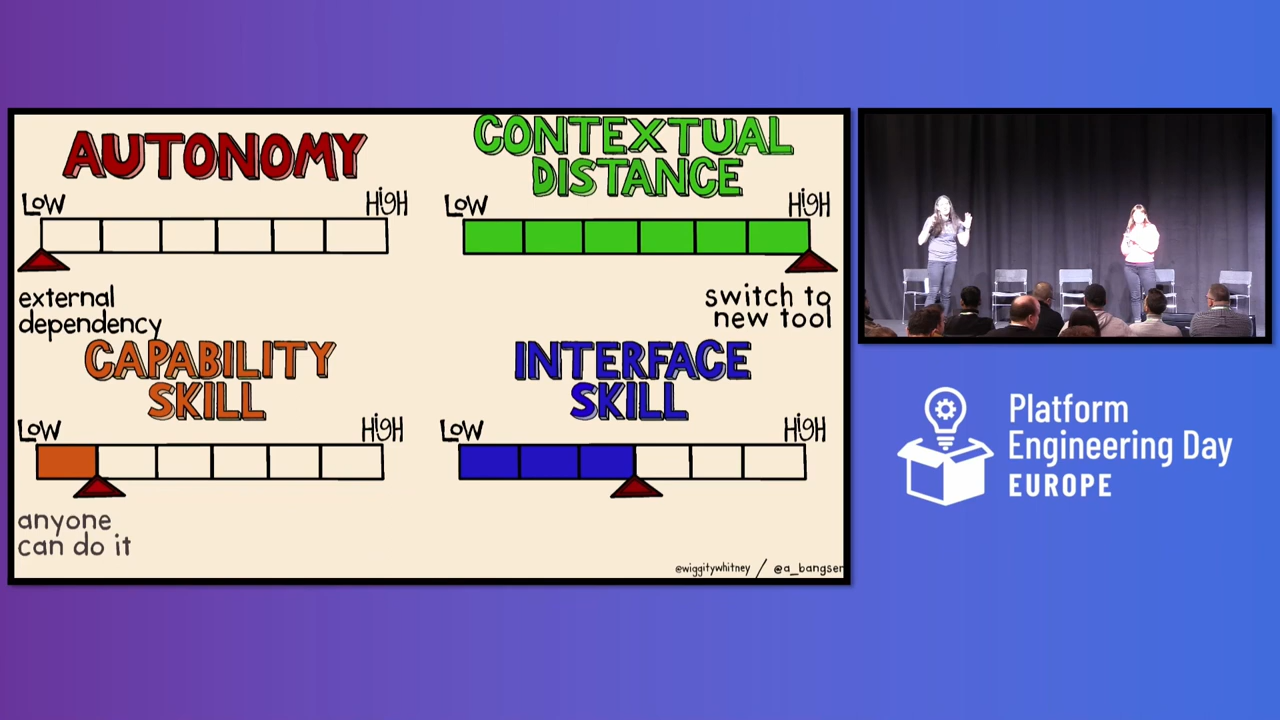 AUTONOMY
LOW
HIGH
external
dependency
CONTEXTUAL
DISTANCE
LOW
HIGH
switch to
new tool
CAPABILITY
SKILL
LOW
HIGH
anyone
can do it
INTERFACE
SKILL
LOW
HIGH
@wiggitywhitney / @a_bangser
Platform
Engineering Day
EUROPE